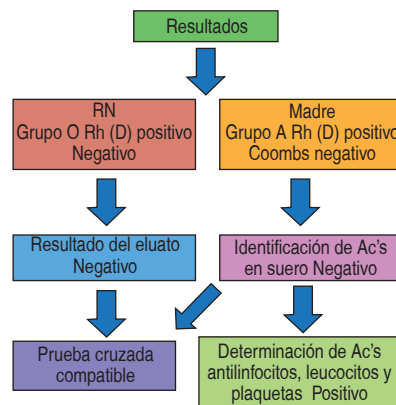 Resultados
RN
Grupo O Rh (D) positivo
Negativo
Madre
Grupo A Rh (D) positivo
Coombs negativo
Resultado del eluato
Negativo
Identificación de Ac's
en suero Negativo
Prueba cruzada
compatible
Determinación de Ac's
antilinfocitos, leucocitos y
plaquetas Positivo